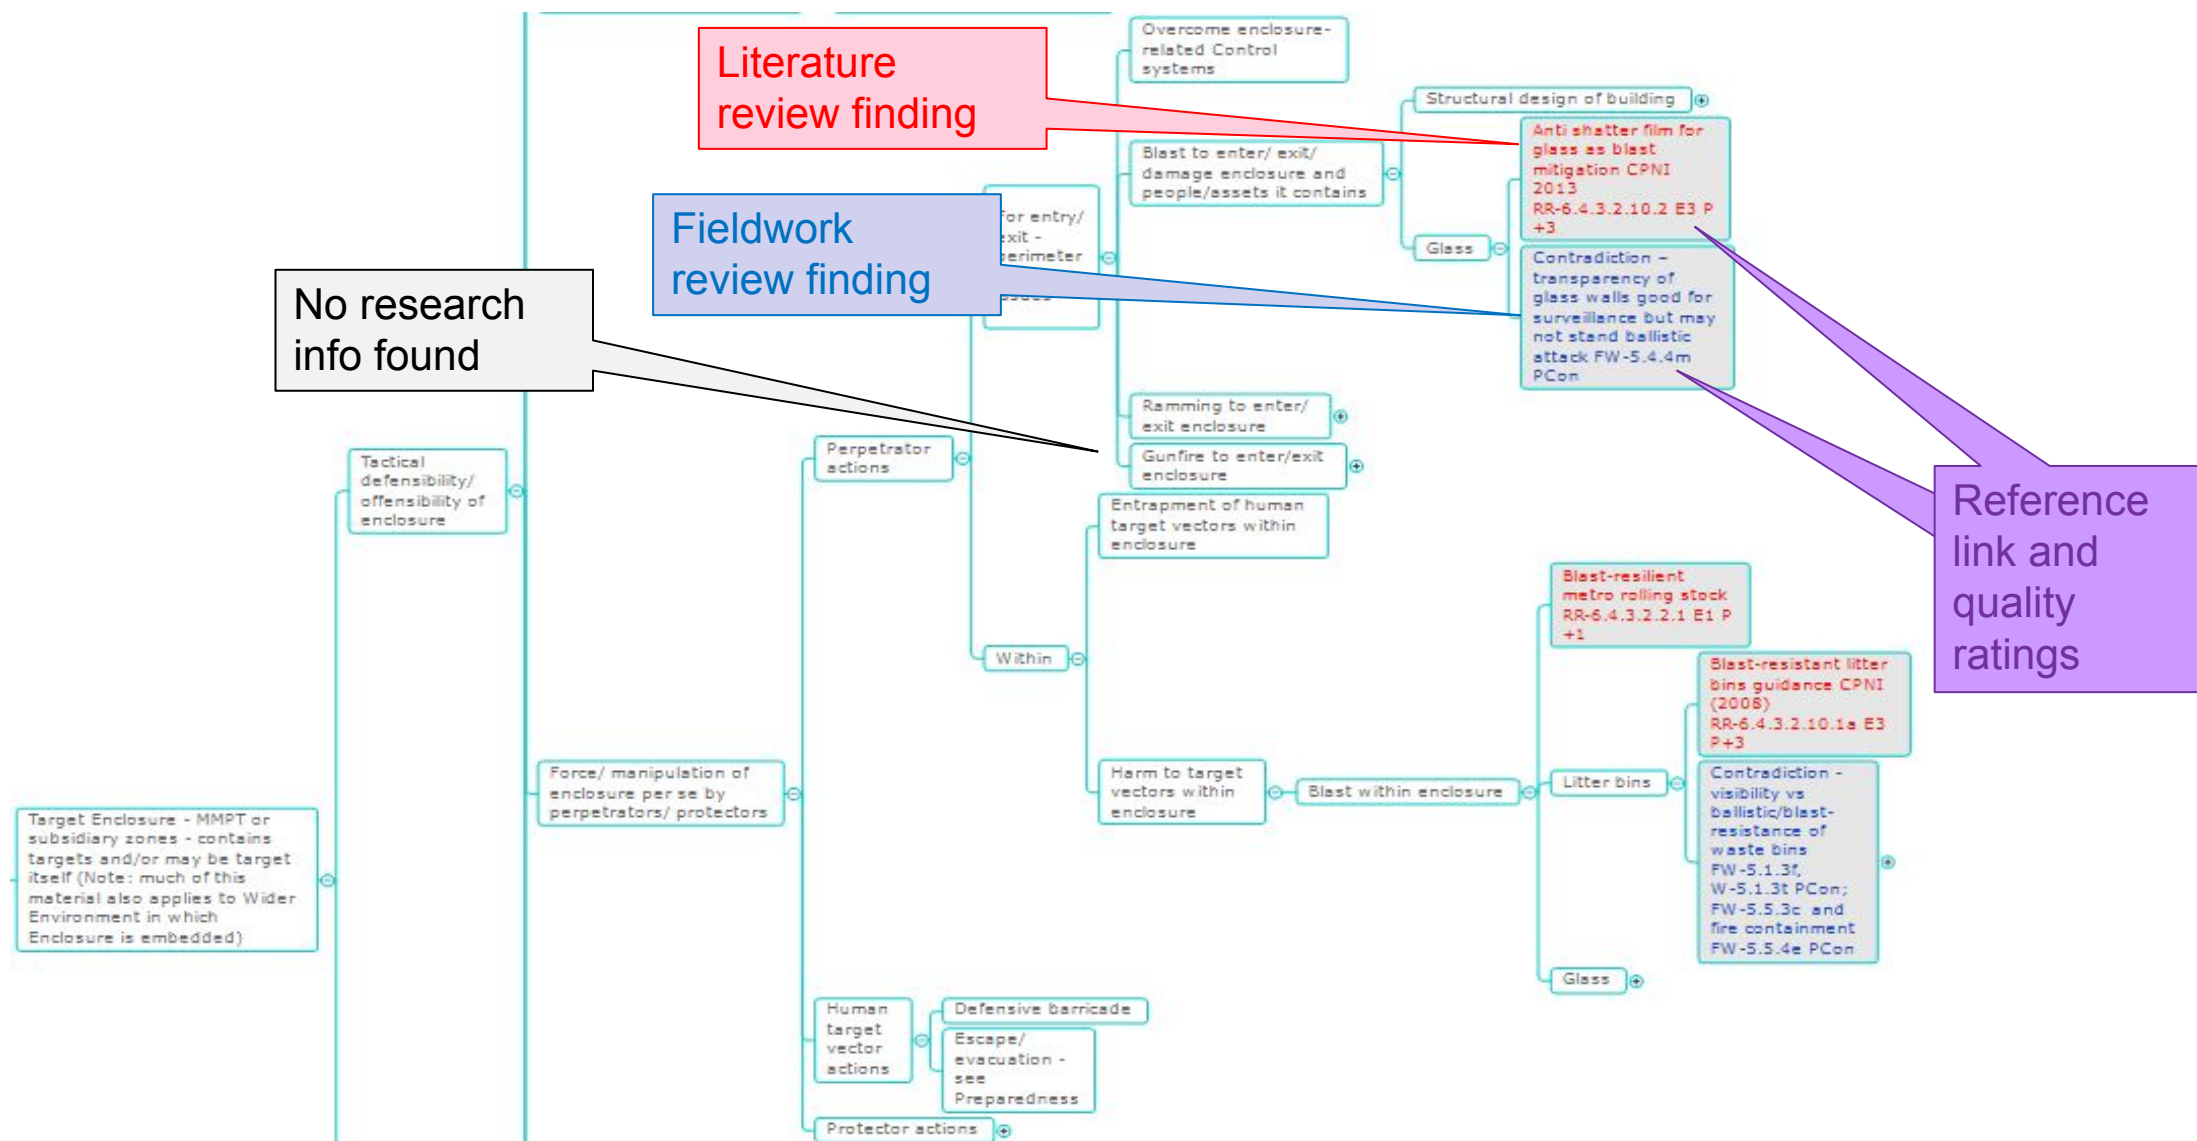 Overcome enclosure-
related Control
systems
Literature
review finding
Structural design of building
Anti shatter film for
glass as blast
mitigation CPNI
2013
RR-6.4.3.2.10.2 E3 P
+3
Blast to enter/ exit/
damage enclosure and
people/assets it contains
Fieldwork
review finding
For entry/
exit -
perimeter
Glass
Contradiction –
transparency of
glass walls good for
surveillance but may
not stand ballistic
attack FW-5.4.4m
PCon
No research
info found
Ramming to enter/
exit enclosure
Gunfire to enter/exit
enclosure
Perpetrator
actions
Tactical
defensibility/
offensibility of
enclosure
Reference
link and
quality
ratings
Entrapment of human
target vectors within
enclosure
Blast-resilient
metro rolling stock
RR-6.4.3.2.2.1 E1 P
+1
Within
Blast-resistant litter
bins guidance CPNI
(2008)
RR-6.4.3.2.10.1a E3
P+3
Force/ manipulation of
enclosure per se by
perpetrators/ protectors
Harm to target
vectors within
enclosure
Blast within enclosure
Litter bins
Contradiction -
visibility vs
ballistic/blast-
resistance of
waste bins
FW-5.1.3f,
W-5.1.3t PCon;
FW-5.5.3c and
fire containment
FW-5.5.4e PCon
Target Enclosure - MMPT or
subsidiary zones - contains
targets and/or may be target
itself (Note: much of this
material also applies to Wider
Environment in which
Enclosure is embedded)
Glass
Human
target
vector
actions
Defensive barricade
Escape/
evacuation -
see
Preparedness
Protector actions